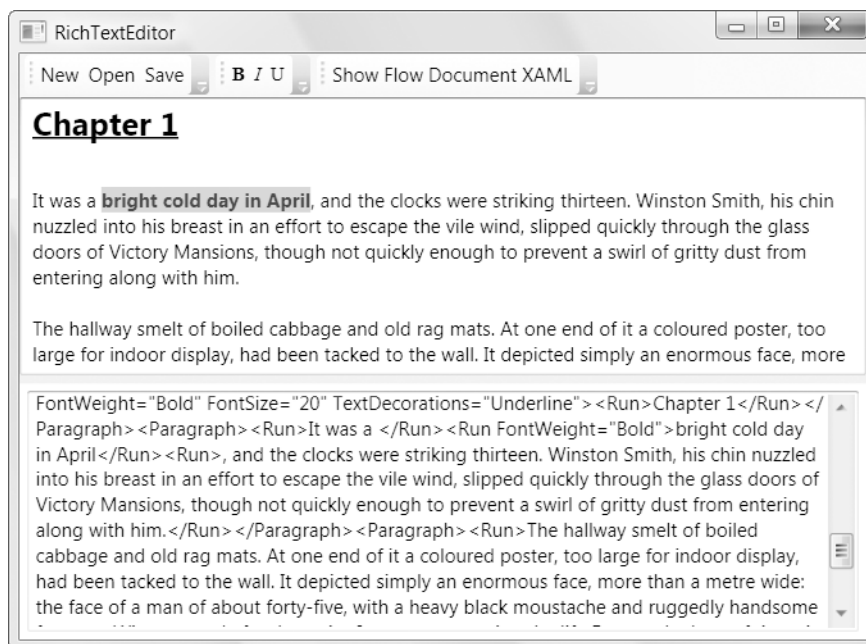 RichTextEditor
New Open Save B I U Show Flow Document XAML
Chapter 1
It was a bright cold day in April, and the clocks were striking thirteen. Winston Smith, his chin
nuzzled into his breast in an effort to escape the vile wind, slipped quickly through the glass
doors of Victory Mansions, though not quickly enough to prevent a swirl of gritty dust from
entering along with him.
The hallway smelt of boiled cabbage and old rag mats. At one end of it a coloured poster, too
large for indoor display, had been tacked to the wall. It depicted simply an enormous face, more
FontWeight="Bold" FontSize="20" TextDecorations="Underline"><Run>Chapter 1</Run></
Paragraph><Paragraph><Run>It was a </Run><Run FontWeight="Bold">bright cold day
in April</Run><Run>, and the clocks were striking thirteen. Winston Smith, his chin nuzzled
into his breast in an effort to escape the vile wind, slipped quickly through the glass doors of
Victory Mansions, though not quickly enough to prevent a swirl of gritty dust from entering
along with him.</Run></Paragraph><Paragraph><Run>The hallway smelt of boiled
cabbage and old rag mats. At one end of it a coloured poster, too large for indoor display,
had been tacked to the wall. It depicted simply an enormous face, more than a metre wide:
the face of a man of about forty-five, with a heavy black moustache and ruggedly handsome